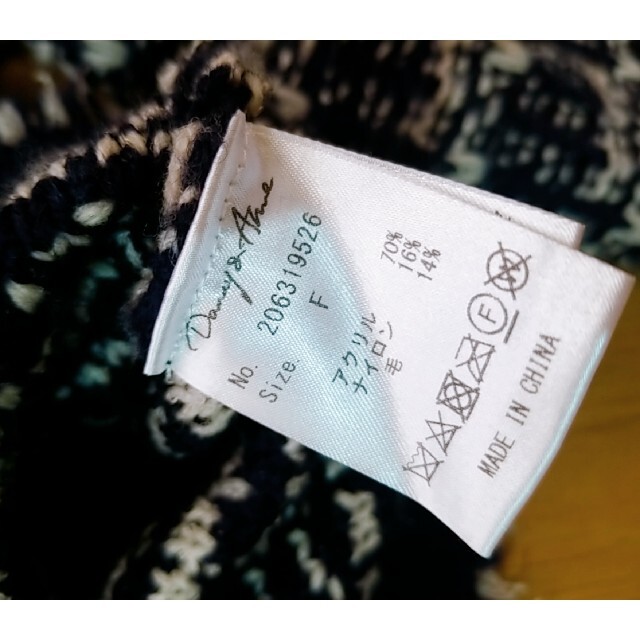 Danny & Anne
No. 206319526
Size. F
アクリル 70%
ナイロン 16%
毛 14%
F
MADE IN CHINA